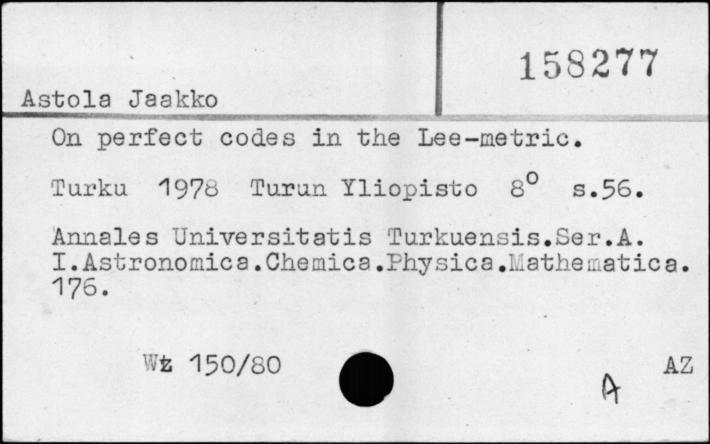 158277
Astola Jaakko
On perfect codes in the Lee-metric.
Turku 1978 Turun Yliopisto 8° s.56.
Annales Universitatis Turkuensis.Ser.A.
I.Astronomica.Chemica.Physica.Mathematica.
176.
Wż 150/80
AZ
A